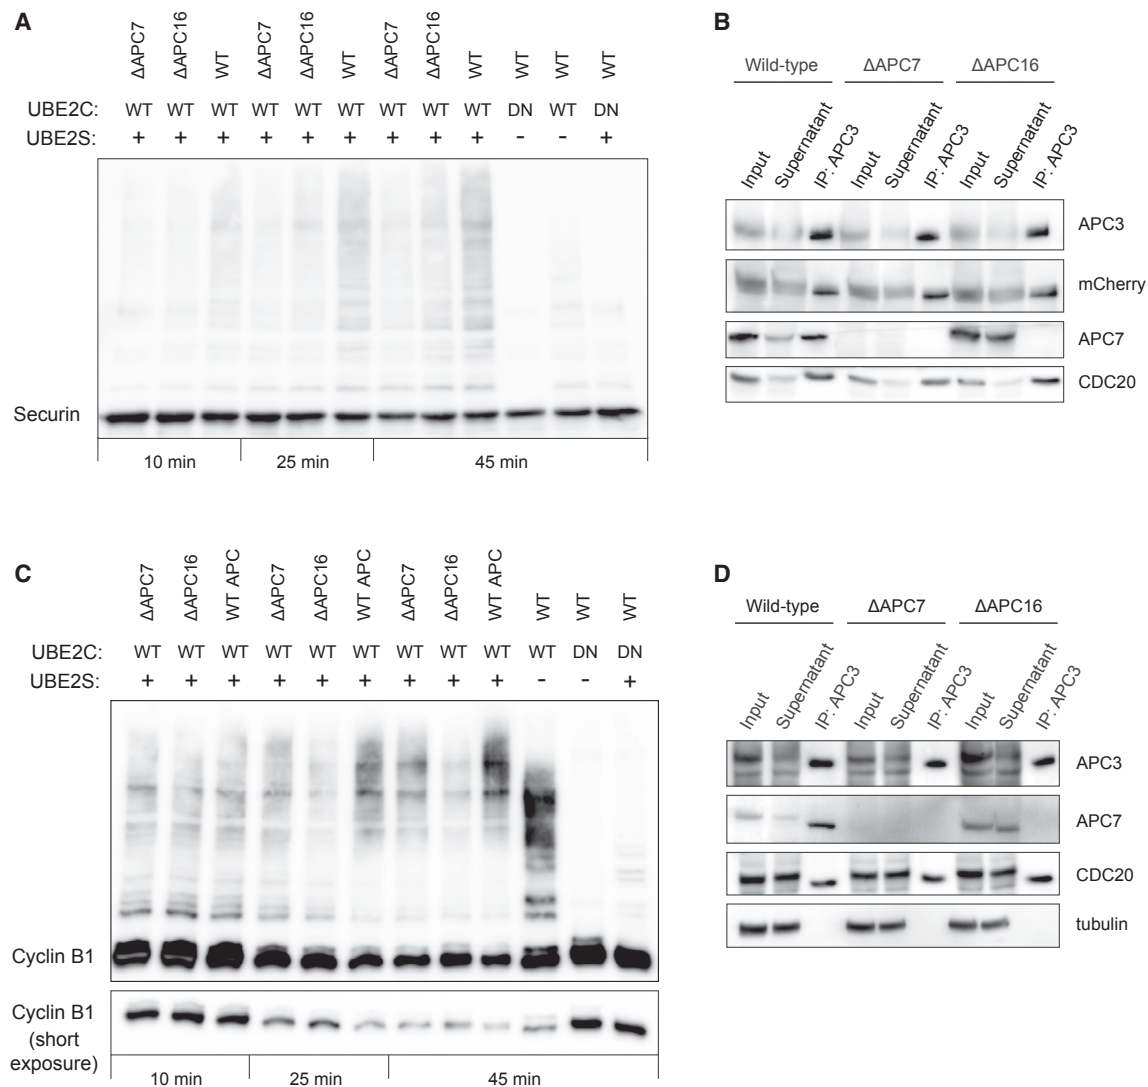 A
ΔAPC7 ΔAPC16 WT ΔAPC7 ΔAPC16 WT ΔAPC7 ΔAPC16 WT WT WT WT
UBE2C: WT WT WT WT WT WT WT WT WT DN WT DN
UBE2S: + + + + + + + + + - - +
Securin
10 min 25 min 45 min
B
Wild-type ΔAPC7 ΔAPC16
Input Supernatant IP: APC3 Input Supernatant IP: APC3 Input Supernatant IP: APC3
APC3
mCherry
APC7
CDC20
C
ΔAPC7 ΔAPC16 WT APC ΔAPC7 ΔAPC16 WT APC ΔAPC7 ΔAPC16 WT APC WT WT WT
UBE2C: WT WT WT WT WT WT WT WT WT WT DN DN
UBE2S: + + + + + + + + + - - +
Cyclin B1
Cyclin B1
(short
exposure)
10 min 25 min 45 min
D
Wild-type ΔAPC7 ΔAPC16
Input Supernatant IP: APC3 Input Supernatant IP: APC3 Input Supernatant IP: APC3
APC3
APC7
CDC20
tubulin